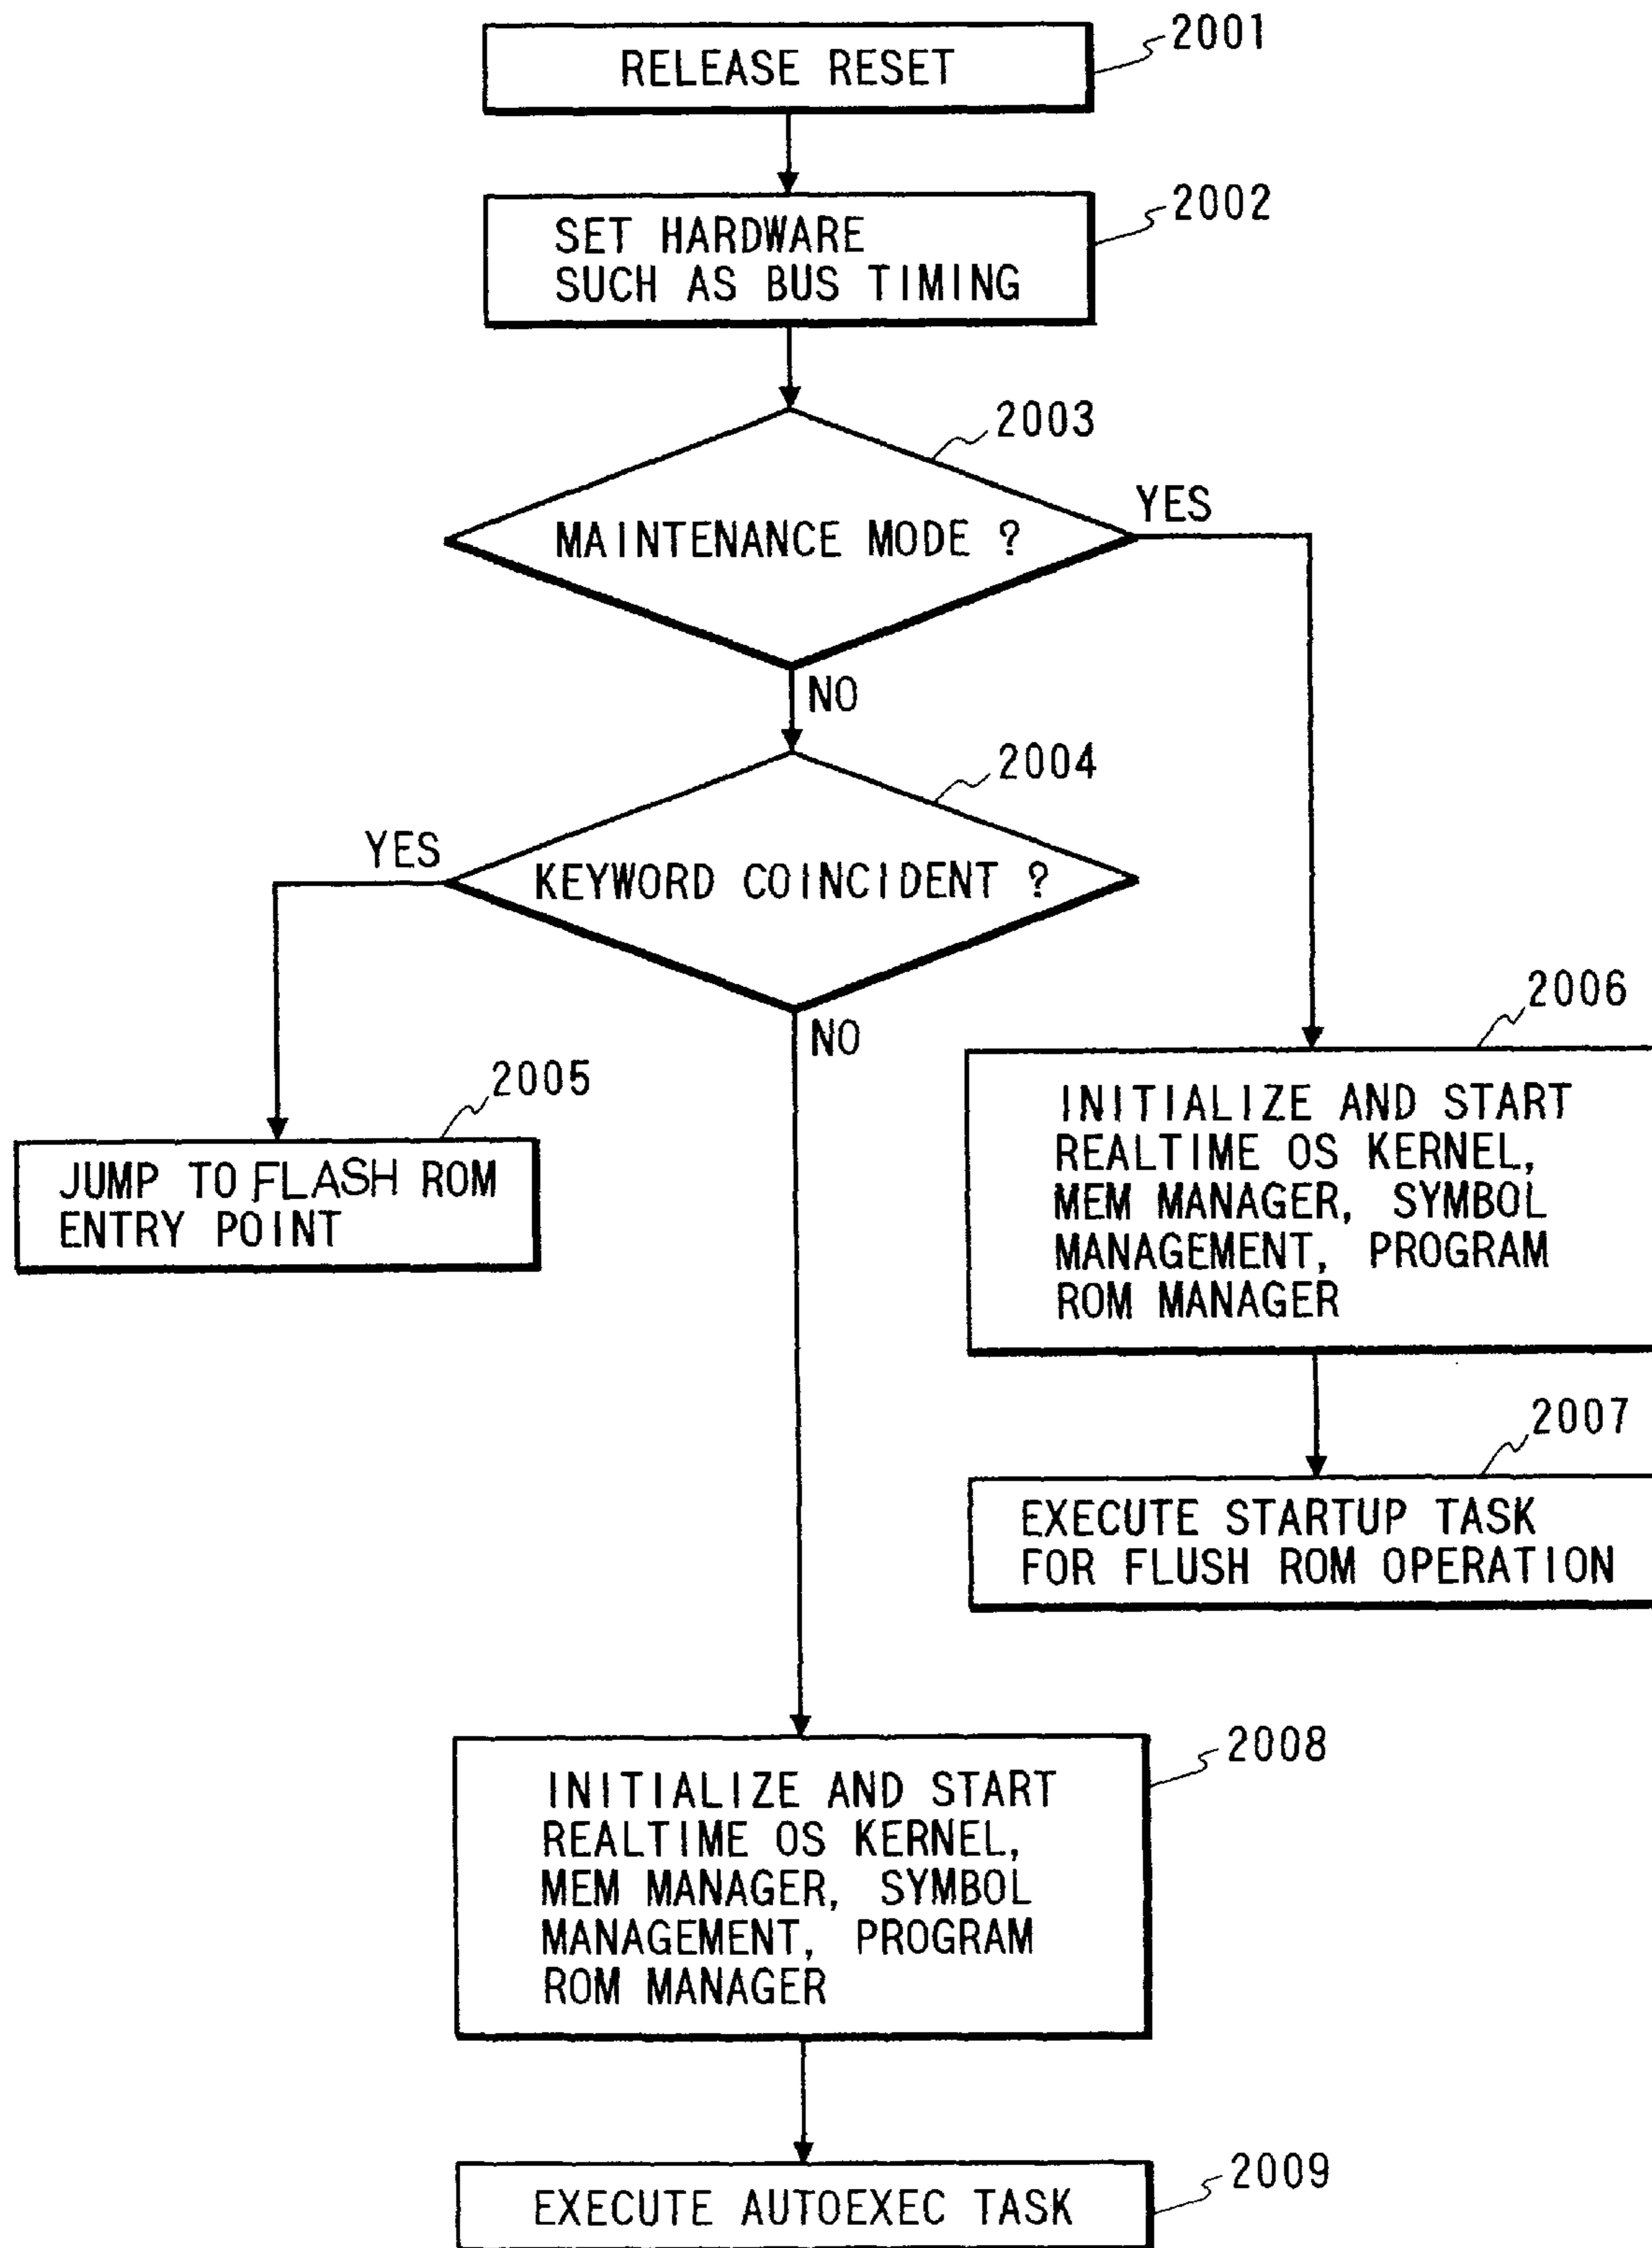 RELEASE RESET
2001
SET HARDWARE
SUCH AS BUS TIMING
2002
2003
MAINTENANCE MODE ?
YES
NO
2004
YES
KEYWORD COINCIDENT ?
NO
2005
JUMP TO FLASH ROM
ENTRY POINT
2006
INITIALIZE AND START
REALTIME OS KERNEL,
MEM MANAGER, SYMBOL
MANAGEMENT, PROGRAM
ROM MANAGER
2007
EXECUTE STARTUP TASK
FOR FLUSH ROM OPERATION
2008
INITIALIZE AND START
REALTIME OS KERNEL,
MEM MANAGER, SYMBOL
MANAGEMENT, PROGRAM
ROM MANAGER
2009
EXECUTE AUTOEXEC TASK